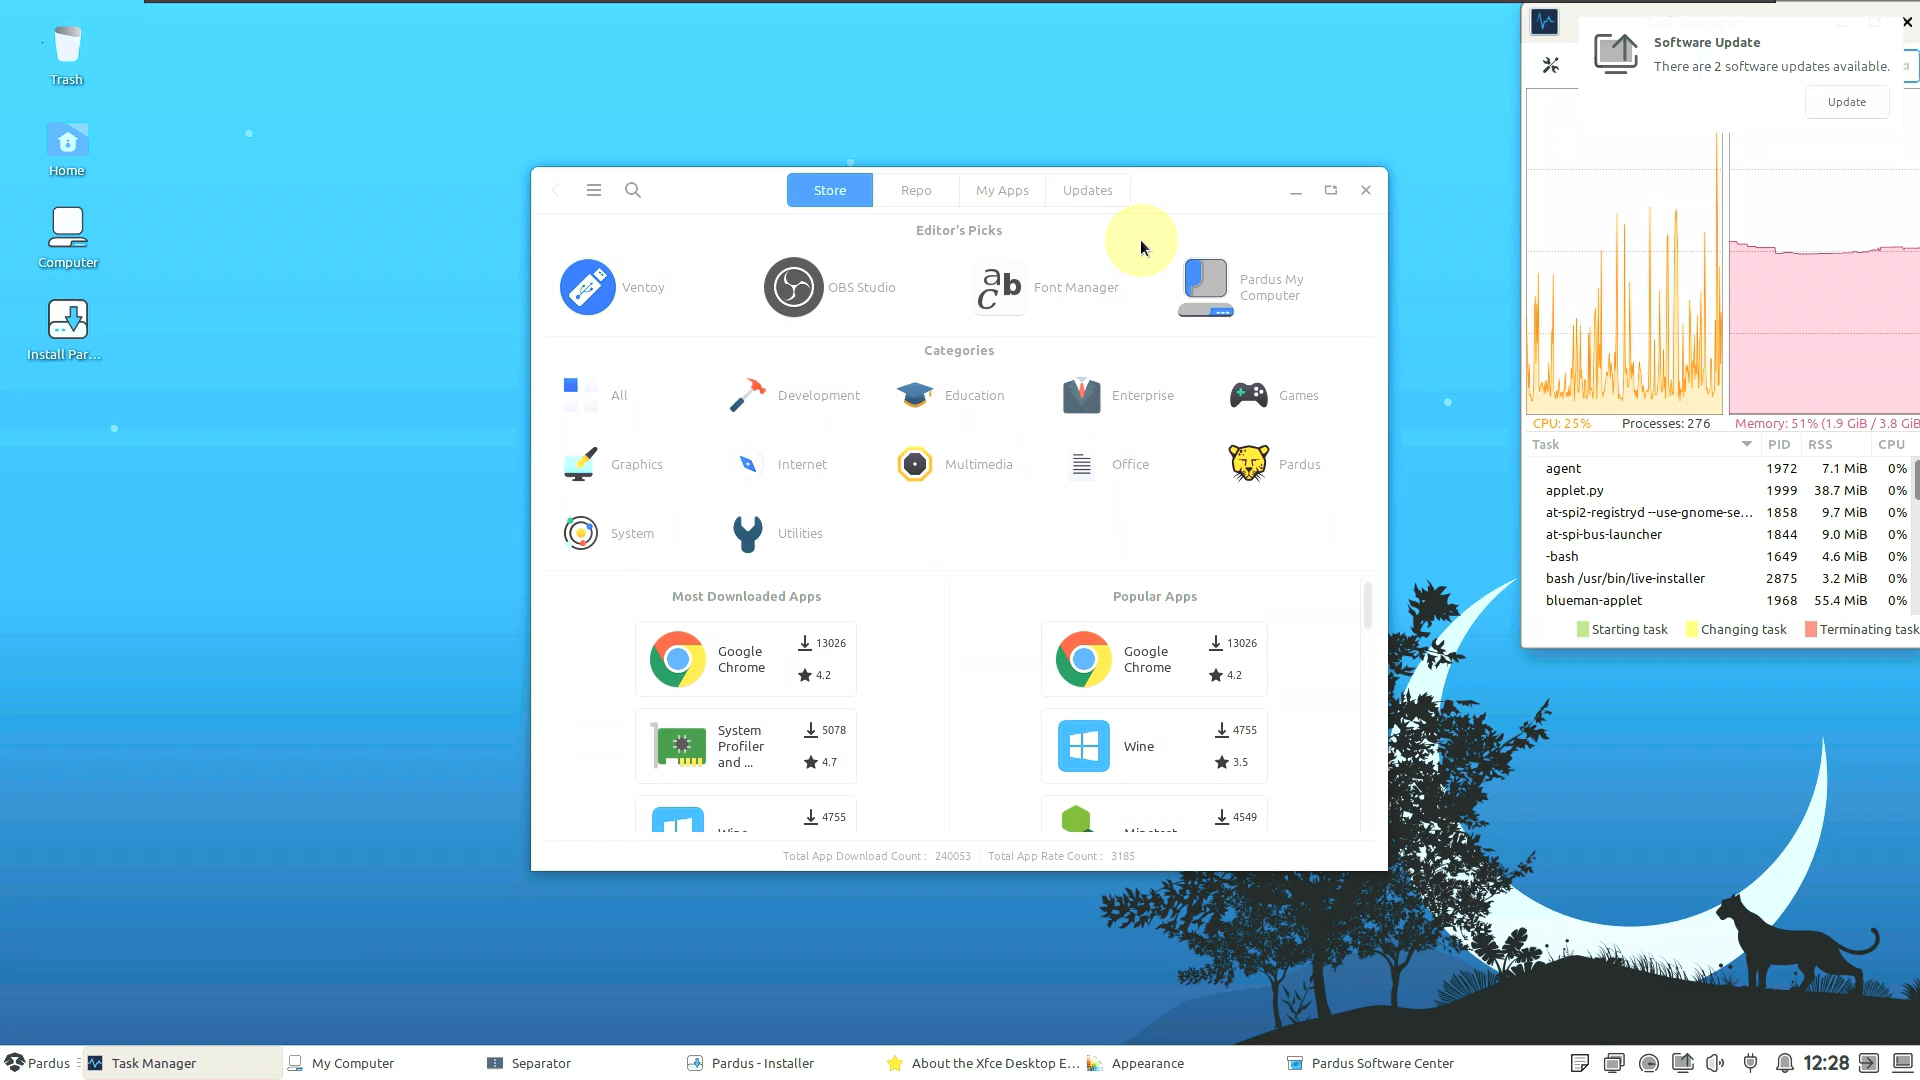 Trash
Home
Computer
Install Par...
Store
Repo
My Apps
Updates
Editor's Picks
Ventoy
OBS Studio
ab
c
Font Manager
Pardus My
Computer
Categories
All
Development
Education
Enterprise
Games
Graphics
Internet
Multimedia
Office
Pardus
System
Utilities
Most Downloaded Apps
Popular Apps
Google
Chrome
13026
4.2
System
Profiler
and ...
5078
4.7
4755
Google
Chrome
13026
4.2
Wine
4755
3.5
4549
Total App Download Count : 240053
Total App Rate Count : 3185
Software Update
There are 2 software updates available.
Update
CPU: 25%
Processes: 276
Memory: 51% (1.9 GiB / 3.8 GiB
Task PID RSS CPU
agent 1972 7.1 MiB 0%
applet.py 1999 38.7 MiB 0%
at-spi2-registryd --use-gnome-se... 1858 9.7 MiB 0%
at-spi-bus-launcher 1844 9.0 MiB 0%
-bash 1649 4.6 MiB 0%
bash /usr/bin/live-installer 2875 3.2 MiB 0%
blueman-applet 1968 55.4 MiB 0%
Starting task
Changing task
Terminating task
Pardus
Task Manager
My Computer
Separator
Pardus - Installer
About the Xfce Desktop E...
Appearance
Pardus Software Center
12:28